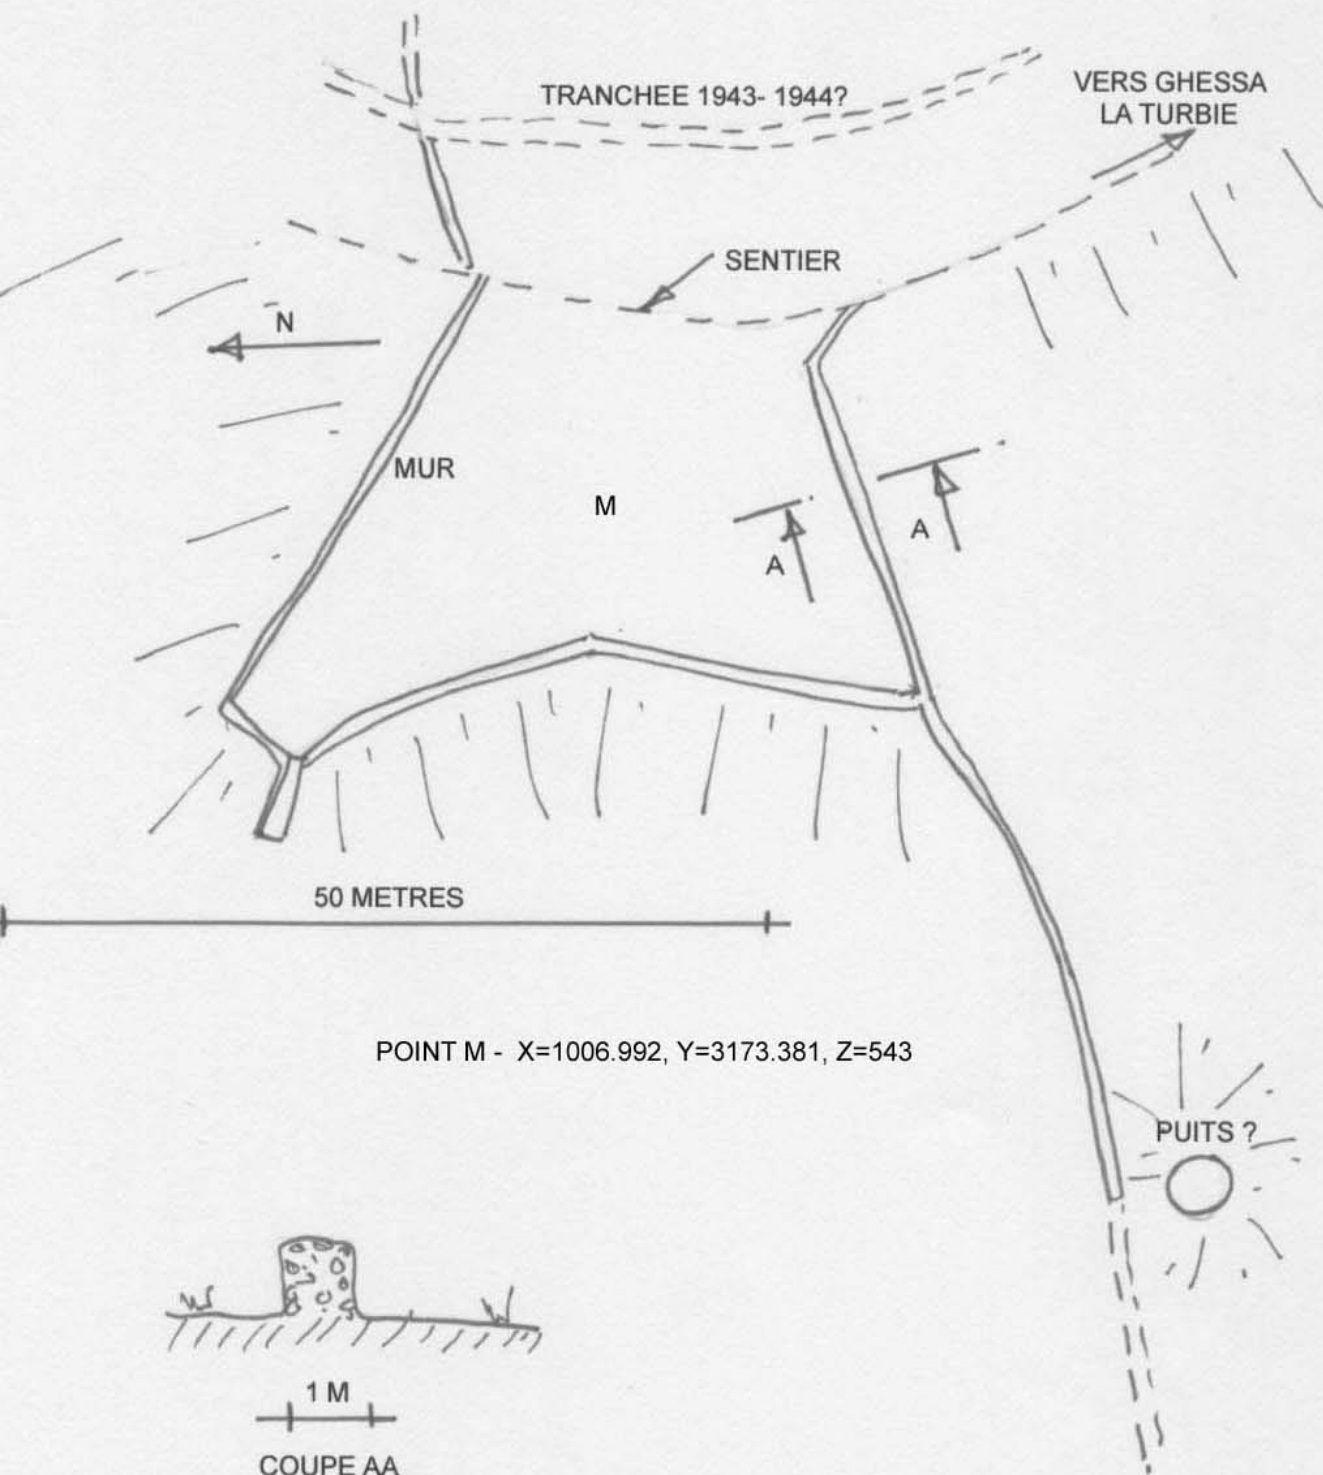 TRANCHEE 1943- 1944?
VERS GHESSA
LA TURBIE
SENTIER
N
MUR
M
A
A
50 METRES
POINT M - X=1006.992, Y=3173.381, Z=543
PUITS ?
1 M
COUPE AA